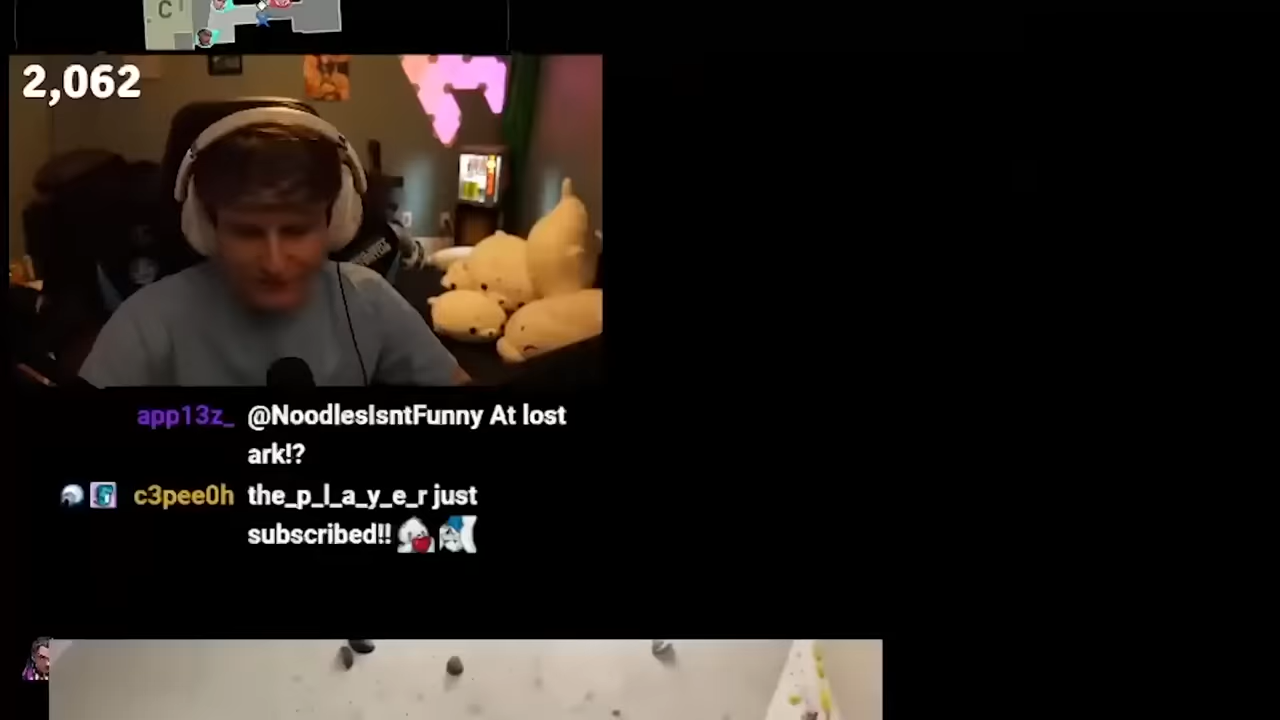 C
2,062
app13z_ @NoodlesIsntFunny At lost
ark!?
c3pee0h the_p_l_a_y_e_r just
subscribed!!